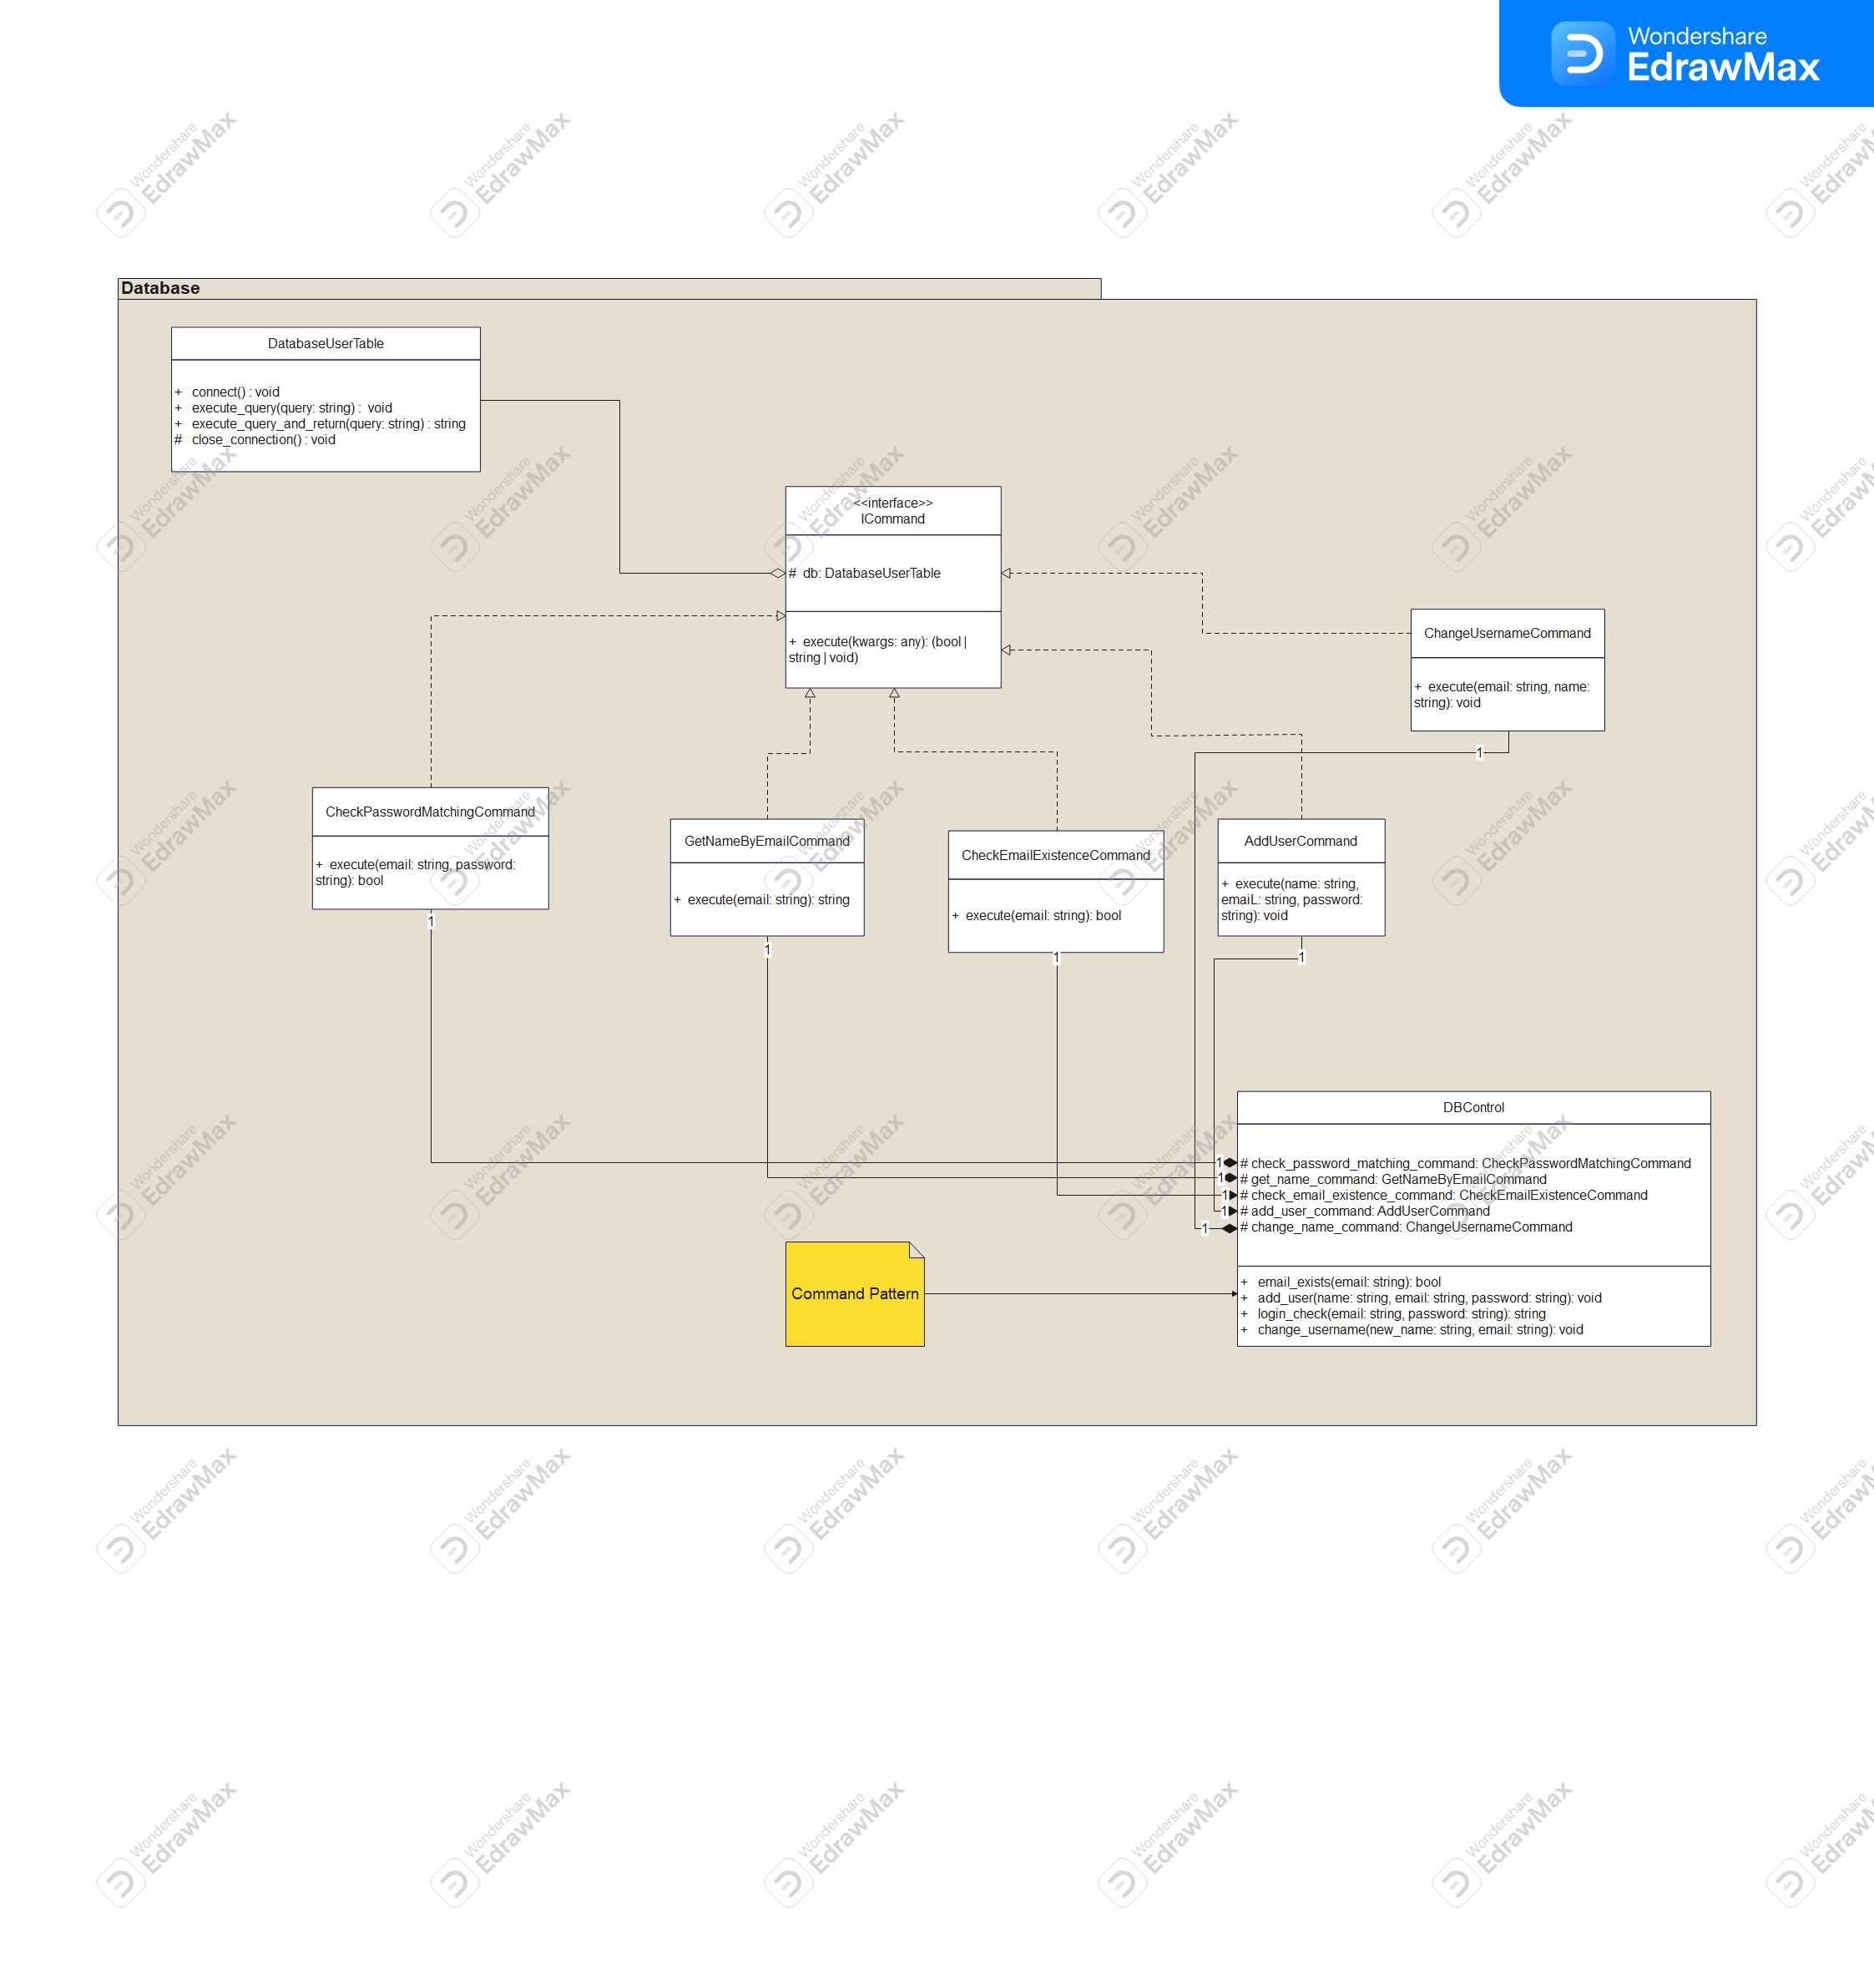 Wondershare
EdrawMax
Database
DatabaseUserTable
+ connect() : void
+ execute_query(query: string) : void
+ execute_query_and_return(query: string) : string
# close_connection() : void
<<interface>>
ICommand
# db: DatabaseUserTable
+ execute(kwargs: any): (bool |
string | void)
ChangeUsernameCommand
+ execute(email: string, name:
string): void
1
CheckPasswordMatchingCommand
+ execute(email: string, password:
string): bool
1
GetNameByEmailCommand
+ execute(email: string): string
1
CheckEmailExistenceCommand
+ execute(email: string): bool
1
AddUserCommand
+ execute(name: string,
emaiL: string, password:
string): void
1
DBControl
1
# check_password_matching_command: CheckPasswordMatchingCommand
1
# get_name_command: GetNameByEmailCommand
1
# check_email_existence_command: CheckEmailExistenceCommand
1
# add_user_command: AddUserCommand
1
# change_name_command: ChangeUsernameCommand
+ email_exists(email: string): bool
+ add_user(name: string, email: string, password: string): void
+ login_check(email: string, password: string): string
+ change_username(new_name: string, email: string): void
Command Pattern